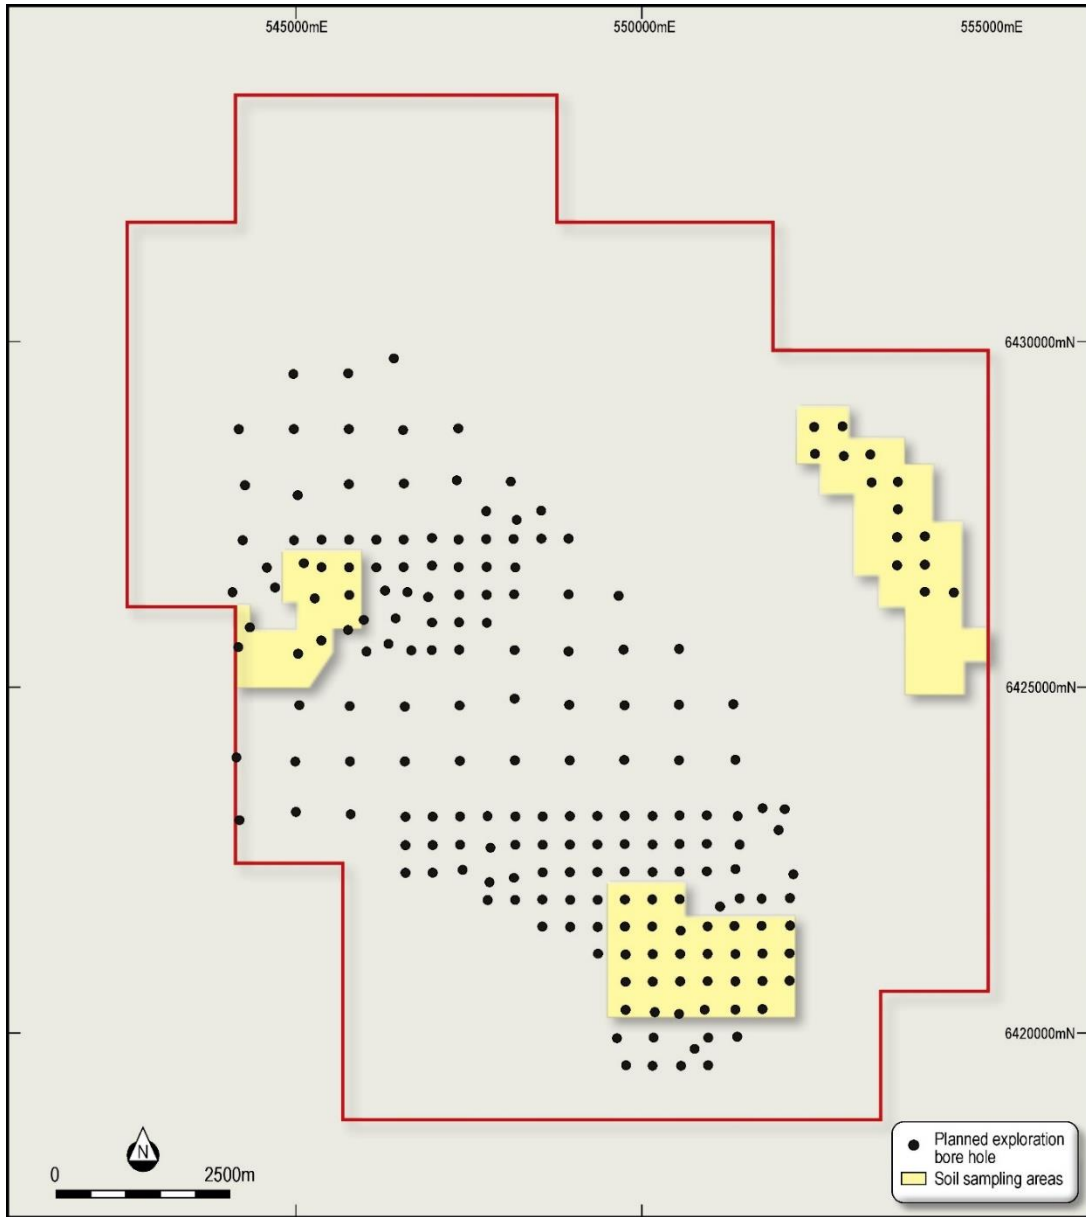 545000mE
550000mE
555000mE
6430000mN
6425000mN
6420000mN
N
0
2500m
Planned exploration
bore hole
Soil sampling areas